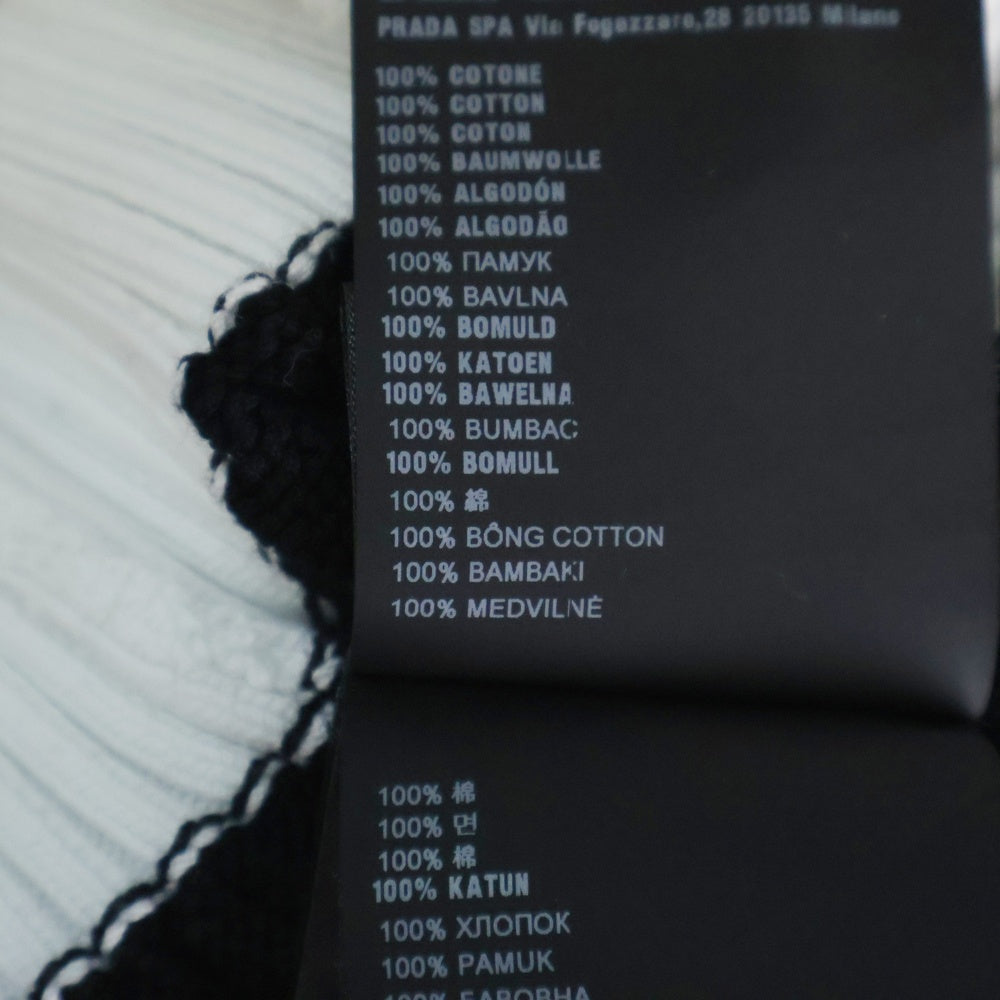 PRADA SPA Via Fogazzaro,28 20135 Milano
100% COTONE
100% COTTON
100% COTON
100% BAUMWOLLE
100% ALGODÓN
100% ALGODÃO
100% ПАМУК
100% BAVLNA
100% BOMULD
100% KATOEN
100% BAWELNA
100% BUMBAC
100% BOMULL
100% 綿
100% BÔNG COTTON
100% BAMBAKI
100% MEDVILNĖ
100% 棉
100% 면
100% 棉
100% KATUN
100% ХЛОПОК
100% PAMUK
100% БАВОВНА